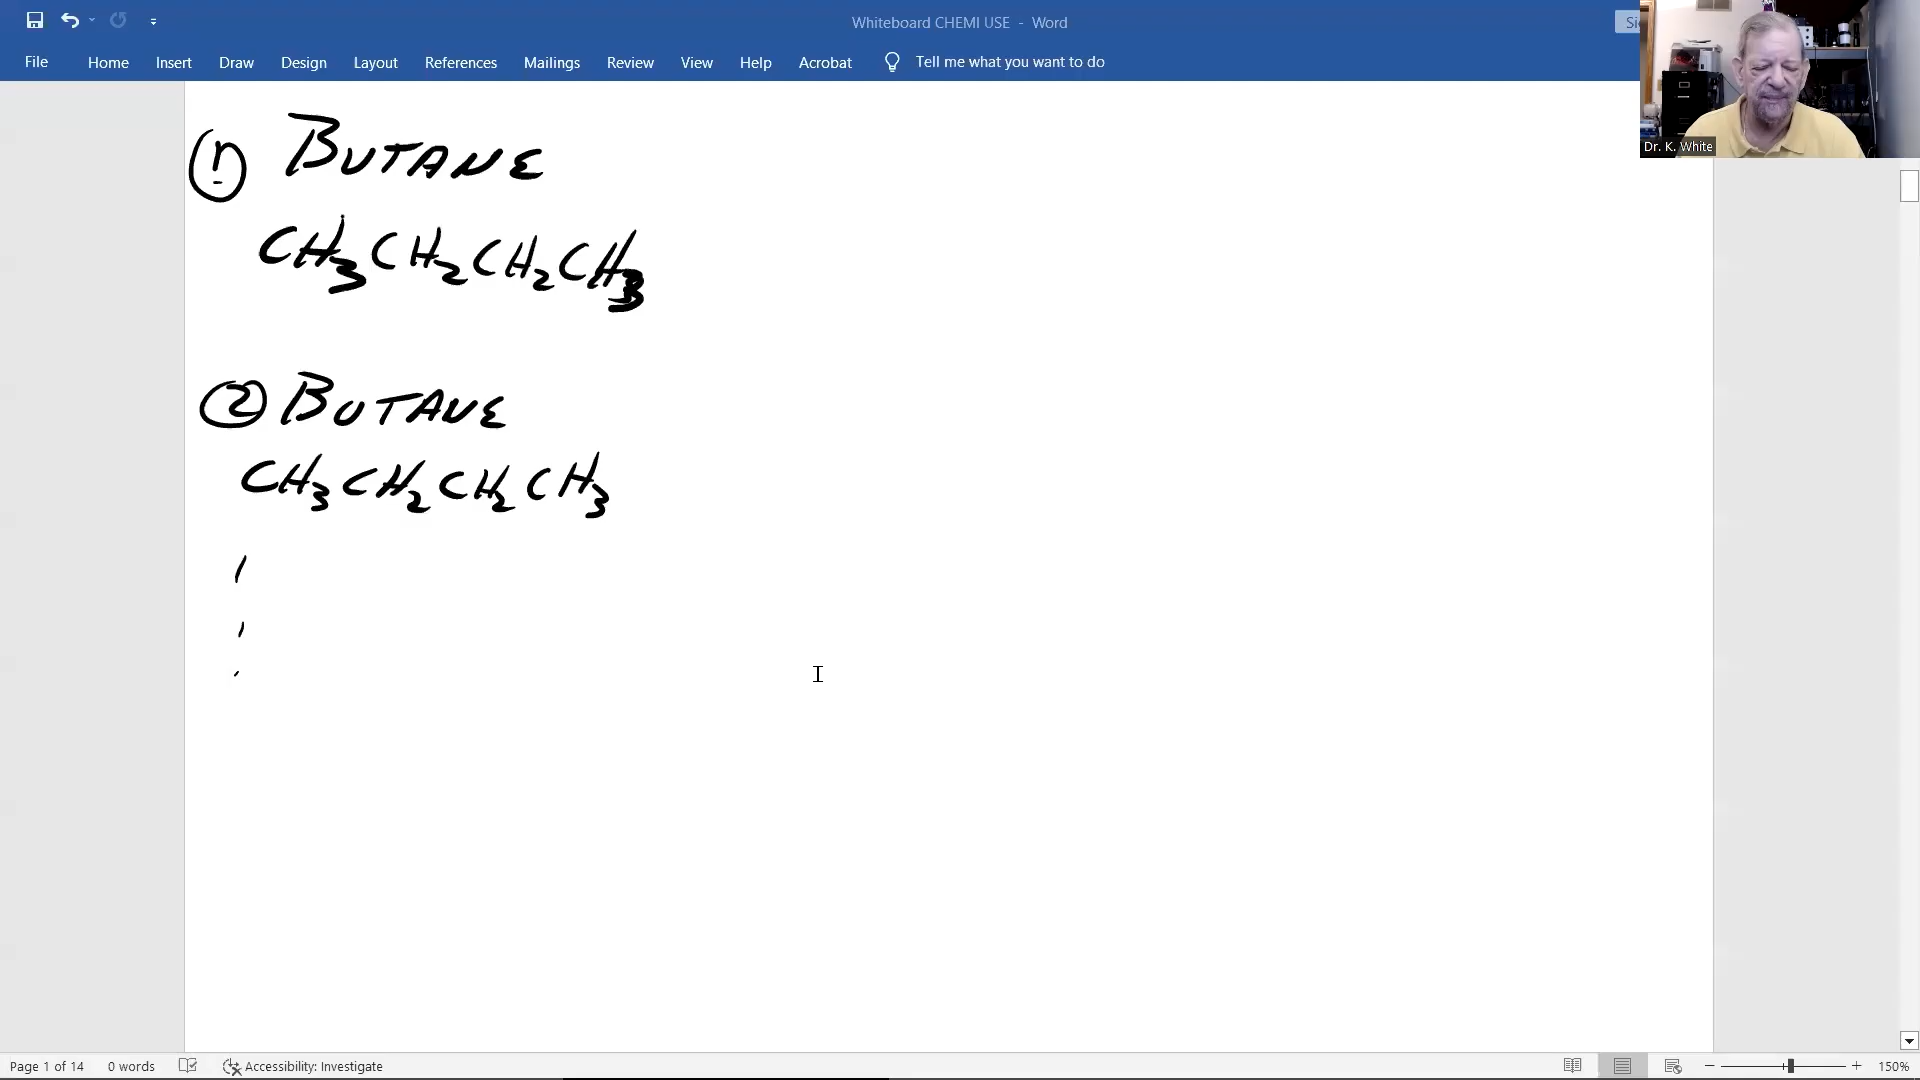 Whiteboard CHEMI USE - Word
File Home Insert Draw Design Layout References Mailings Review View Help Acrobat Tell me what you want to do
Dr. K. White
① BUTANE
CH₃CH₂CH₂CH₃
② BUTANE
CH₃CH₂CH₂CH₃
Page 1 of 14 0 words Accessibility: Investigate 150%